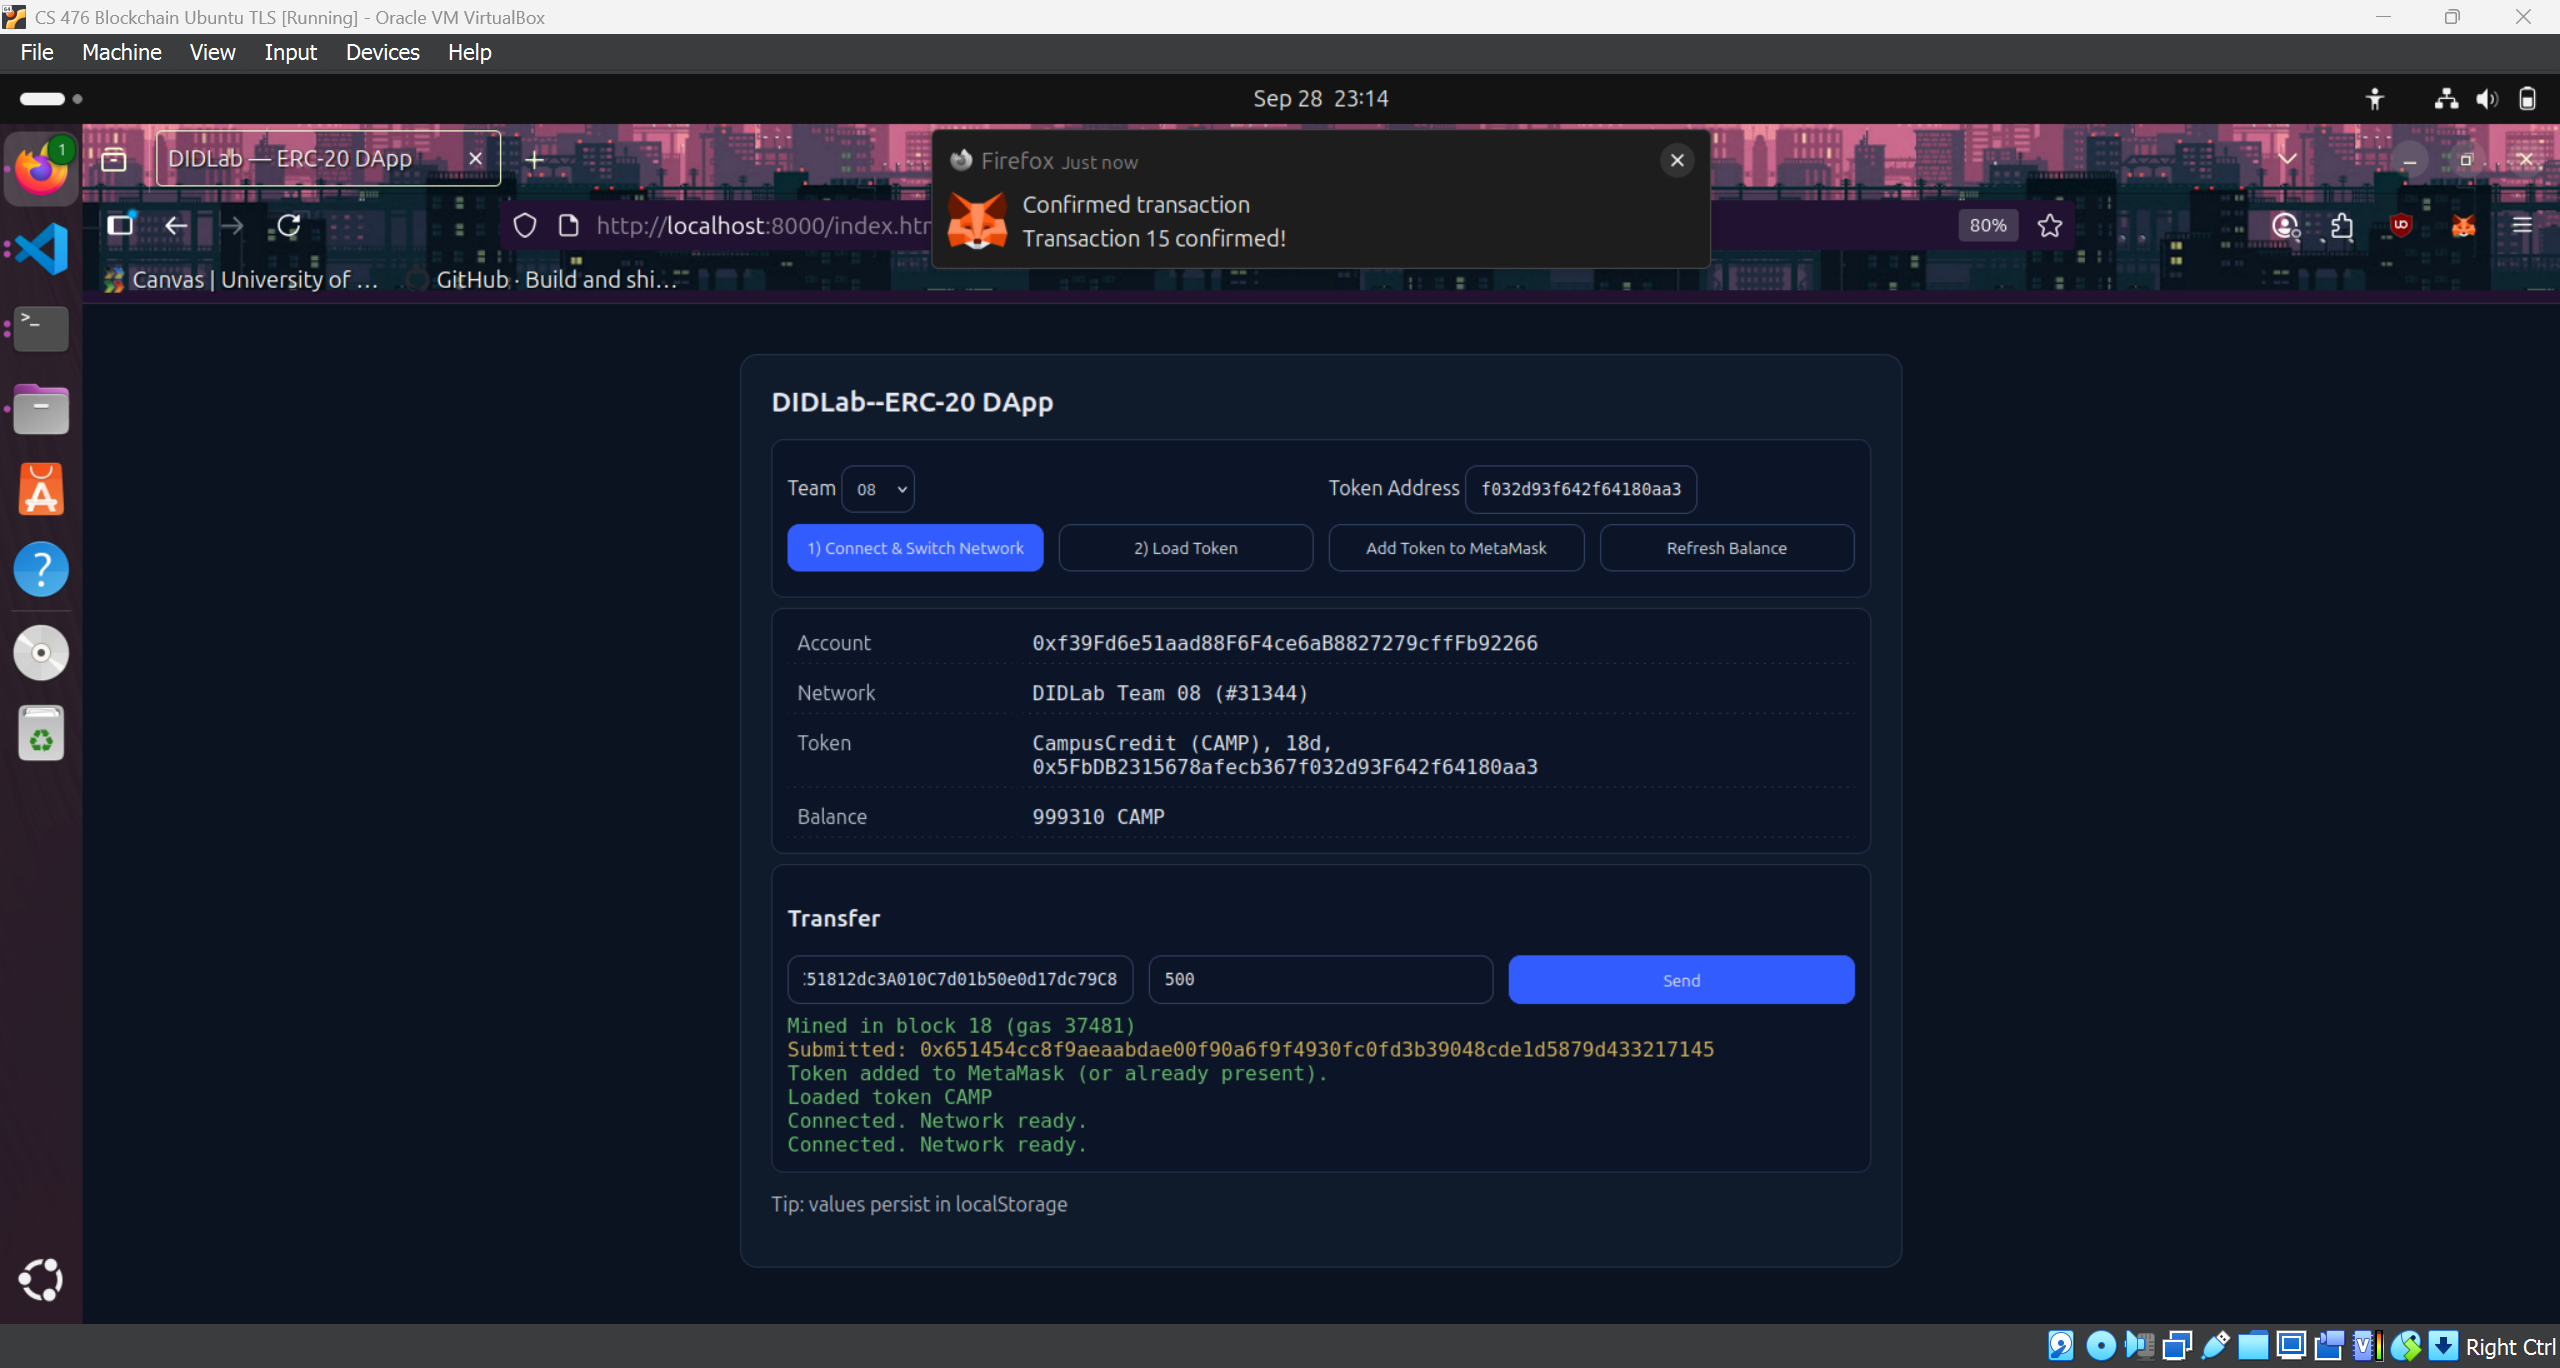 CS 476 Blockchain Ubuntu TLS [Running] - Oracle VM VirtualBox
File Machine View Input Devices Help
Sep 28 23:14
1
DIDLab — ERC-20 DApp
Firefox Just now
Confirmed transaction
Transaction 15 confirmed!
http://localhost:8000/index.htm
80%
Canvas | University of ...
GitHub · Build and shi...
DIDLab--ERC-20 DApp
Team 08
Token Address f032d93f642f64180aa3
1) Connect & Switch Network
2) Load Token
Add Token to MetaMask
Refresh Balance
Account 0xf39Fd6e51aad88F6F4ce6aB8827279cffFb92266
Network DIDLab Team 08 (#31344)
Token CampusCredit (CAMP), 18d,
0x5FbDB2315678afecb367f032d93F642f64180aa3
Balance 999310 CAMP
Transfer
51812dc3A010C7d01b50e0d17dc79C8
500
Send
Mined in block 18 (gas 37481)
Submitted: 0x651454cc8f9aeaabdae00f90a6f9f4930fc0fd3b39048cde1d5879d433217145
Token added to MetaMask (or already present).
Loaded token CAMP
Connected. Network ready.
Connected. Network ready.
Tip: values persist in localStorage
Right Ctrl